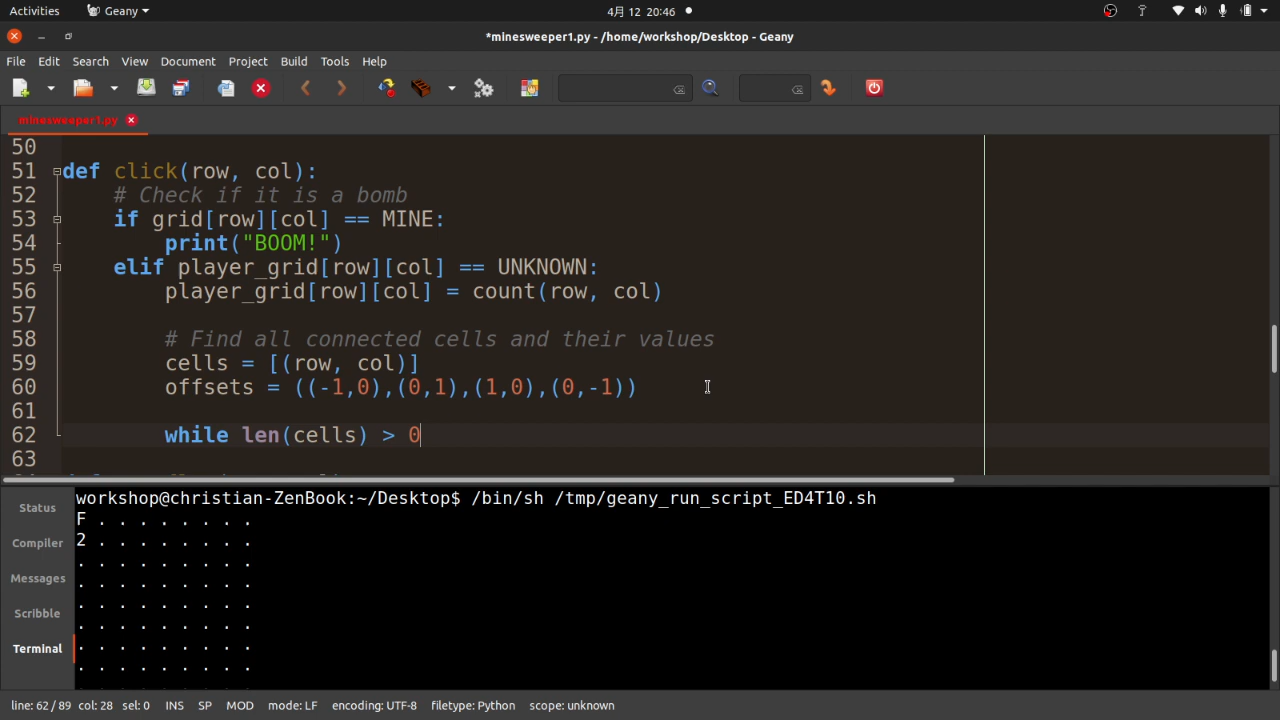 Activities Geany 4月 12 20:46
*minesweeper1.py - /home/workshop/Desktop - Geany
File Edit Search View Document Project Build Tools Help
minesweeper1.py
50
51 def click(row, col):
52 # Check if it is a bomb
53 if grid[row][col] == MINE:
54 print("BOOM!")
55 elif player_grid[row][col] == UNKNOWN:
56 player_grid[row][col] = count(row, col)
57
58 # Find all connected cells and their values
59 cells = [(row, col)]
60 offsets = ((-1,0),(0,1),(1,0),(0,-1))
61
62 while len(cells) > 0
63
Status
Compiler
Messages
Scribble
Terminal
workshop@christian-ZenBook:~/Desktop$ /bin/sh /tmp/geany_run_script_ED4T10.sh
F . . . . . . . .
2 . . . . . . . .
. . . . . . . . .
. . . . . . . . .
. . . . . . . . .
. . . . . . . . .
. . . . . . . . .
. . . . . . . . .
line: 62 / 89 col: 28 sel: 0 INS SP MOD mode: LF encoding: UTF-8 filetype: Python scope: unknown